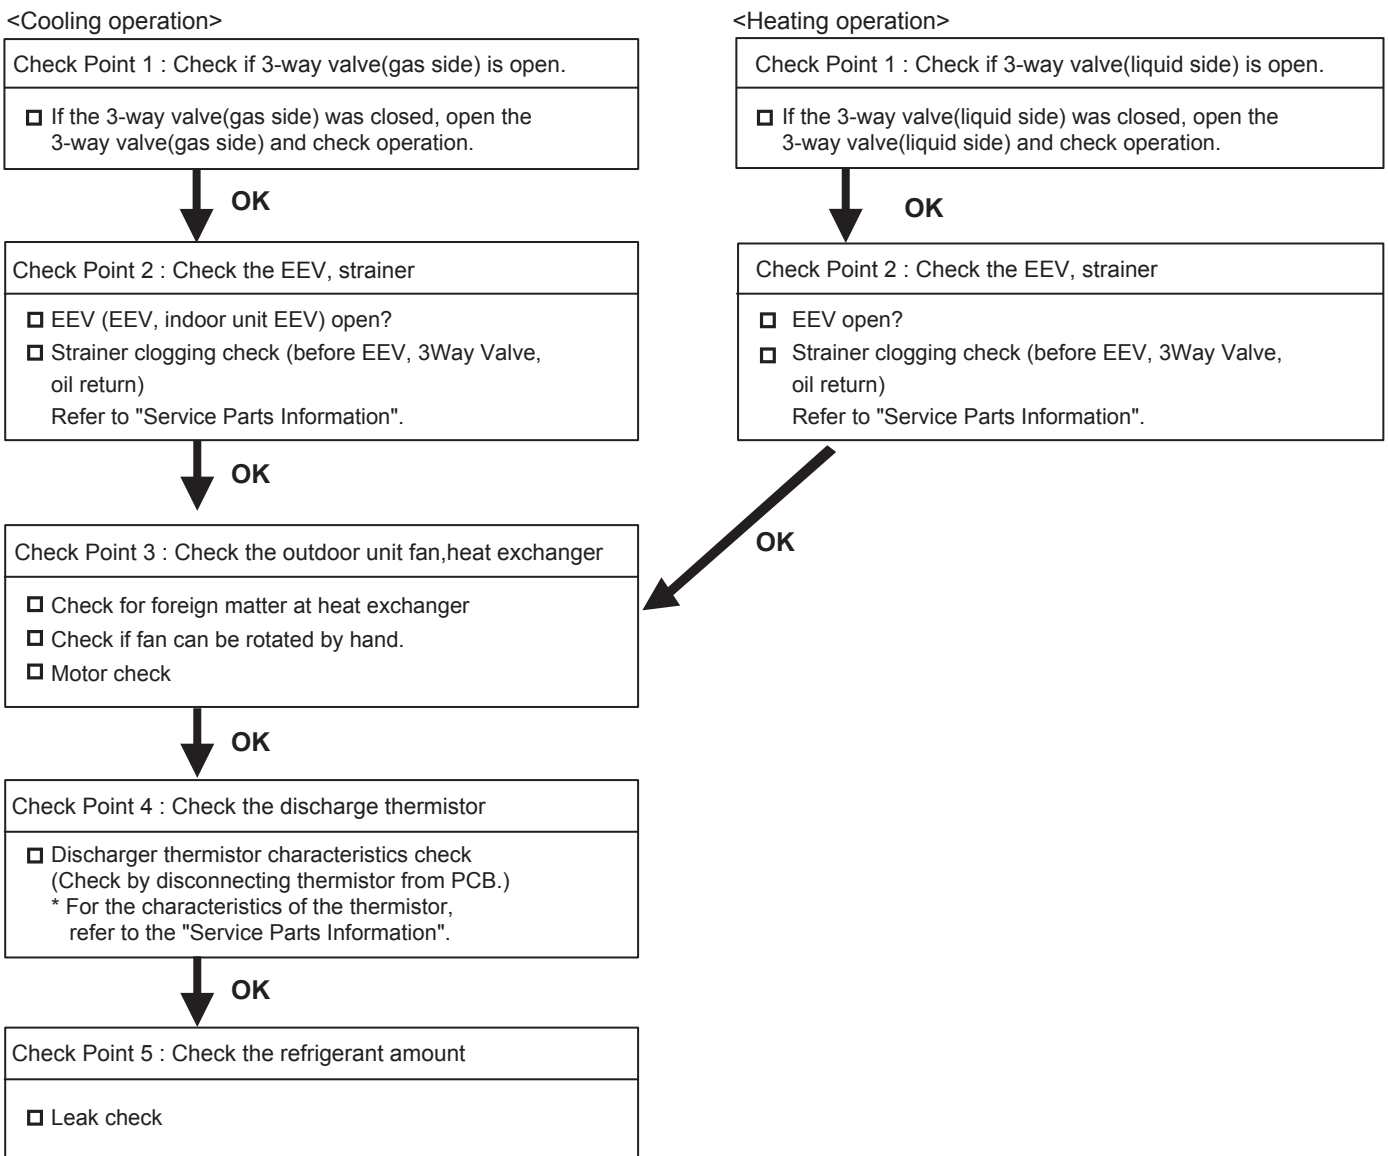 <Cooling operation>
Check Point 1 : Check if 3-way valve(gas side) is open.
If the 3-way valve(gas side) was closed, open the
3-way valve(gas side) and check operation.
OK
Check Point 2 : Check the EEV, strainer
EEV (EEV, indoor unit EEV) open?
Strainer clogging check (before EEV, 3Way Valve,
oil return)
Refer to "Service Parts Information".
OK
<Heating operation>
Check Point 1 : Check if 3-way valve(liquid side) is open.
If the 3-way valve(liquid side) was closed, open the
3-way valve(liquid side) and check operation.
OK
Check Point 2 : Check the EEV, strainer
EEV open?
Strainer clogging check (before EEV, 3Way Valve,
oil return)
Refer to "Service Parts Information".
OK
Check Point 3 : Check the outdoor unit fan,heat exchanger
Check for foreign matter at heat exchanger
Check if fan can be rotated by hand.
Motor check
OK
Check Point 4 : Check the discharge thermistor
Discharger thermistor characteristics check
(Check by disconnecting thermistor from PCB.)
* For the characteristics of the thermistor,
refer to the "Service Parts Information".
OK
Check Point 5 : Check the refrigerant amount
Leak check